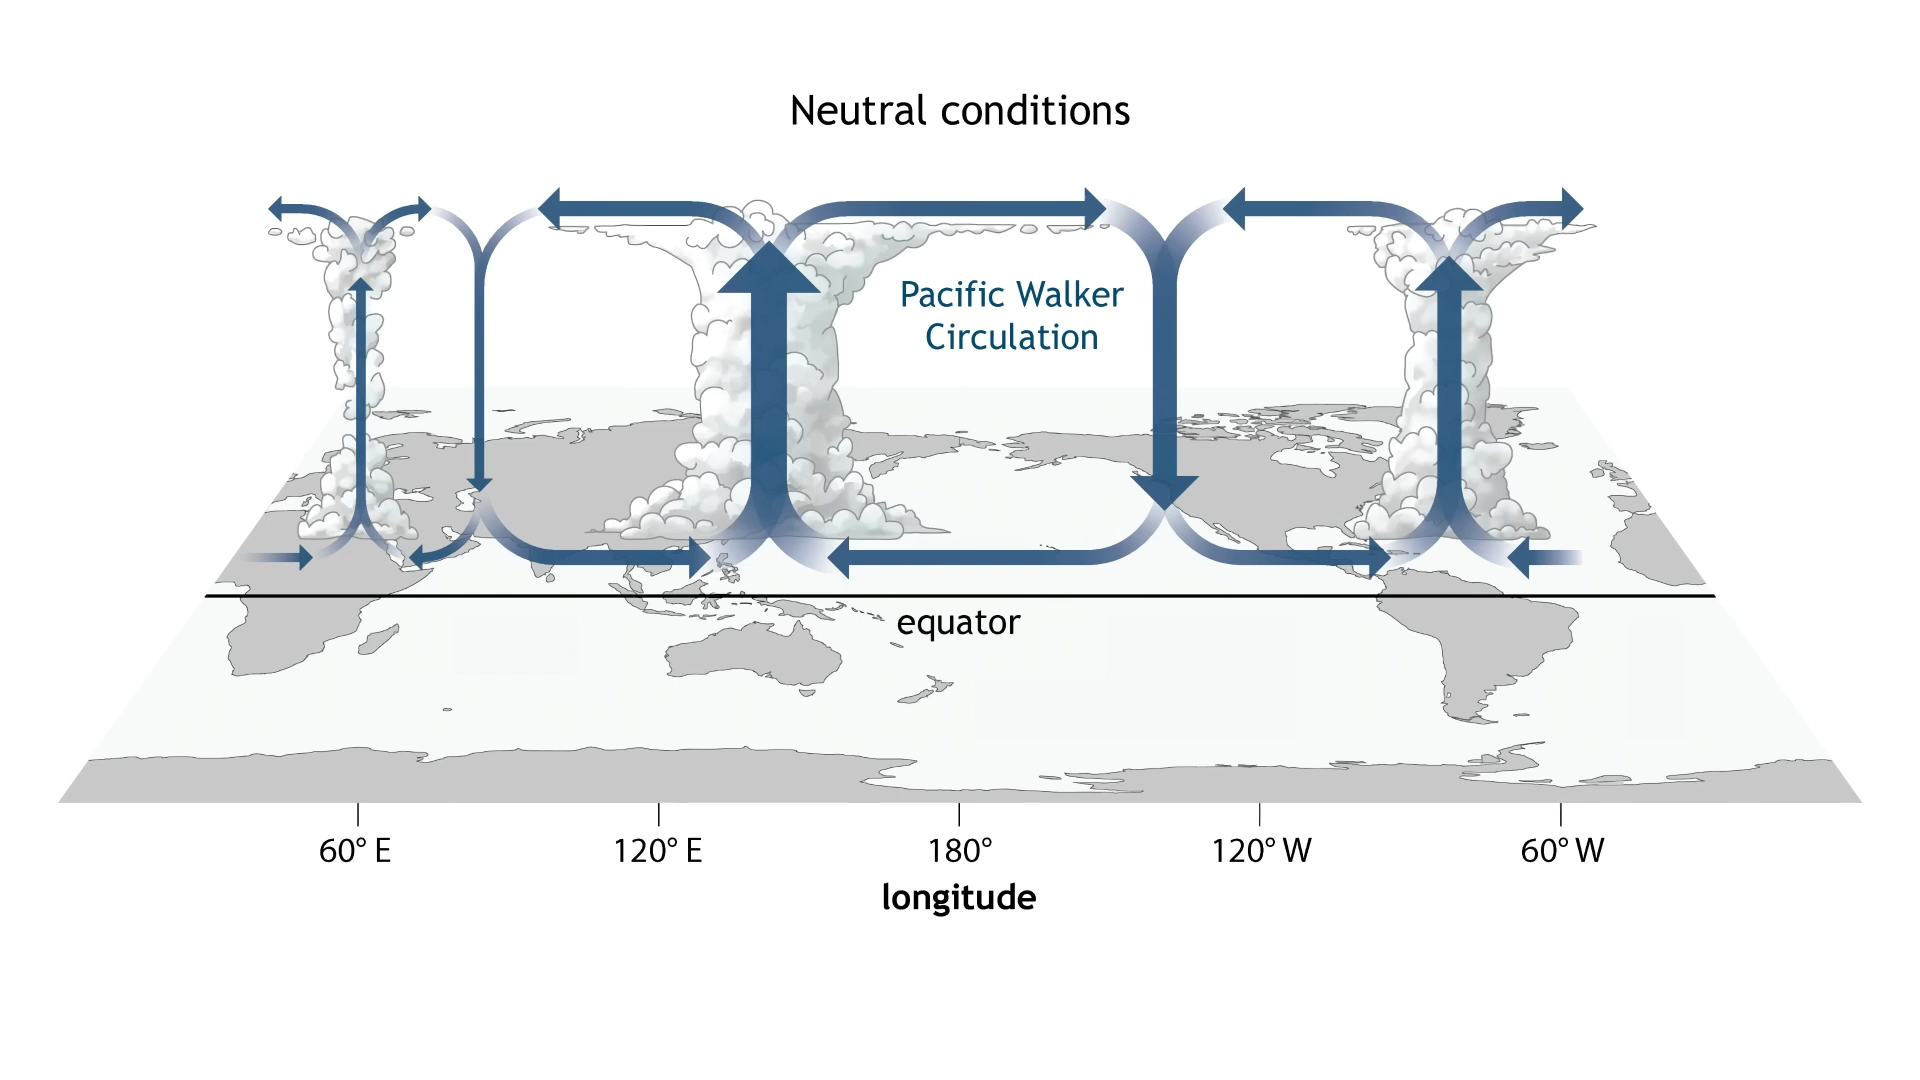 Neutral conditions
Pacific Walker
Circulation
equator
60° E
120° E
180°
120° W
60° W
longitude